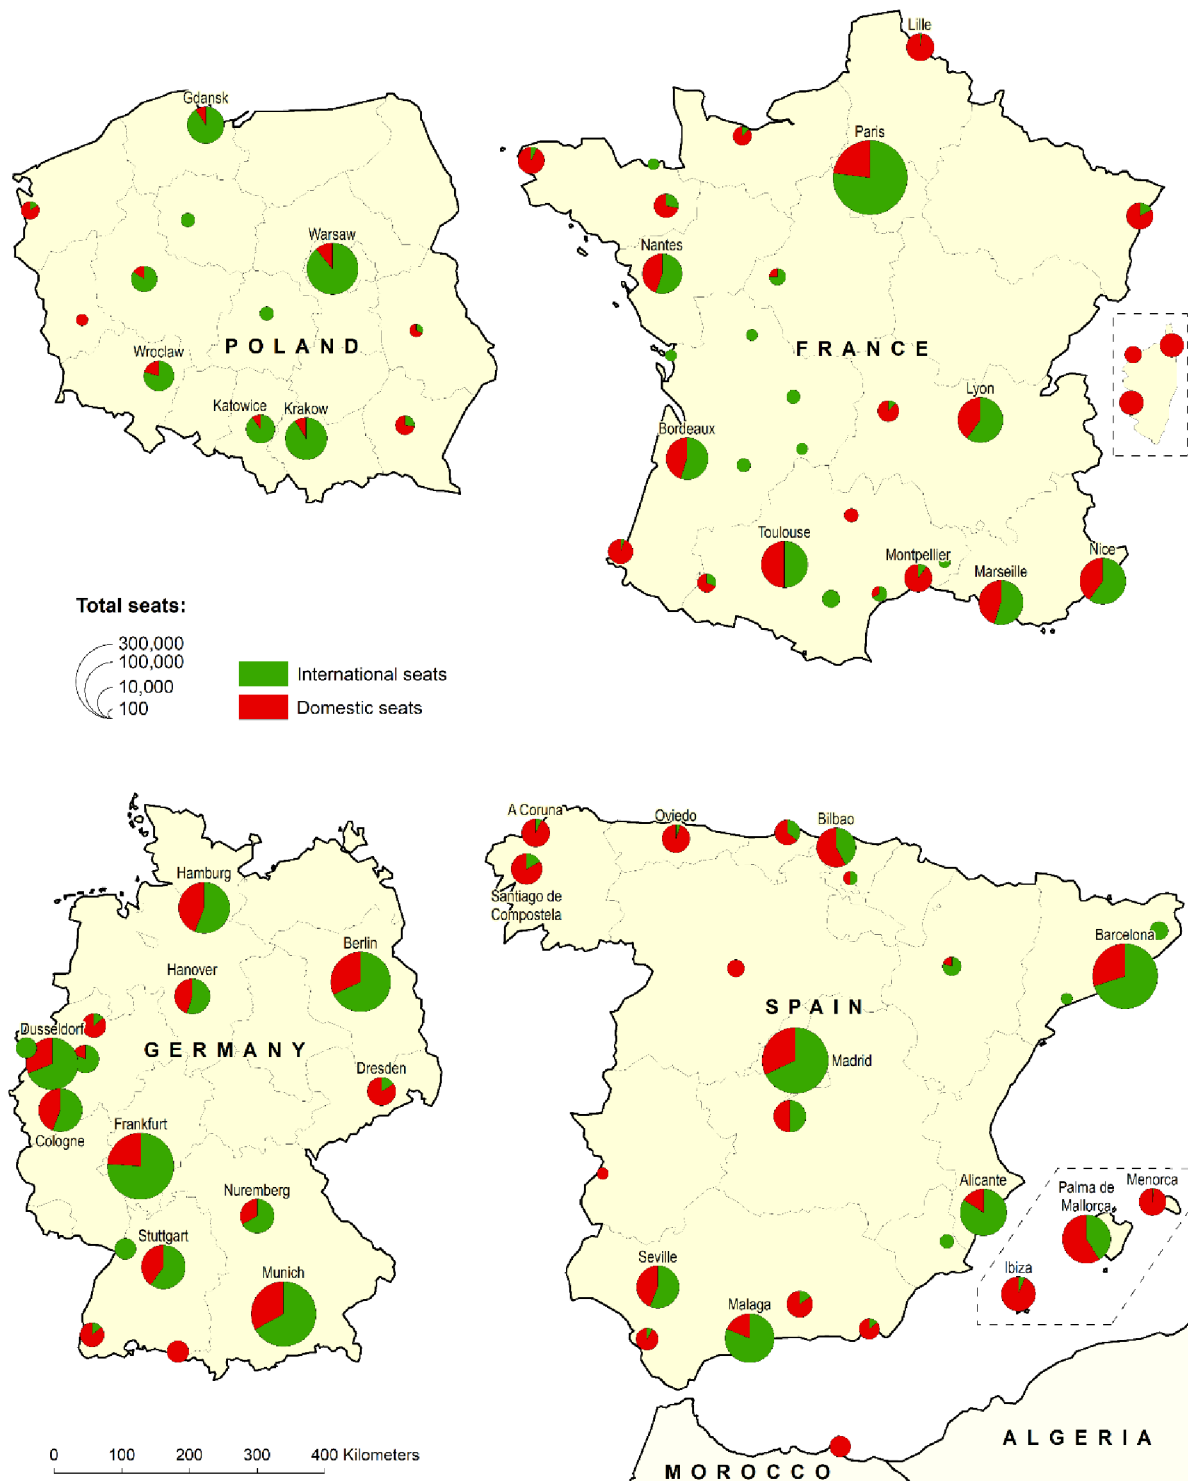 Lille
Gdansk
Paris
Warsaw
Nantes
POLAND
FRANCE
Wroclaw
Lyon
Katowice
Krakow
Bordeaux
Toulouse
Montpellier
Nice
Marseille
Total seats:
300,000
100,000
10,000
100
International seats
Domestic seats
A Coruna
Oviedo
Bilbao
Hamburg
Santiago de
Compostela
Berlin
Barcelona
Hanover
SPAIN
Dusseldorf
GERMANY
Madrid
Dresden
Cologne
Frankfurt
Alicante
Palma de
Mallorca
Menorca
Nuremberg
Stuttgart
Seville
Ibiza
Munich
Malaga
ALGERIA
0 100 200 300 400 Kilometers
MOROCCO